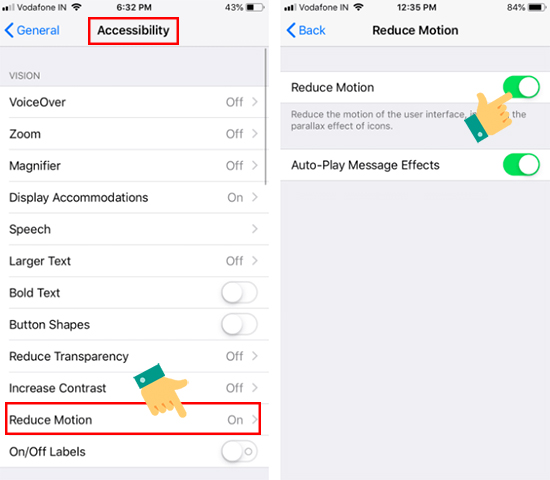 Vodafone IN 6:32 PM 43%
General Accessibility
VISION
VoiceOver Off
Zoom Off
Magnifier Off
Display Accommodations On
Speech
Larger Text Off
Bold Text
Button Shapes
Reduce Transparency Off
Increase Contrast Off
Reduce Motion On
On/Off Labels
Vodafone IN 12:35 PM 84%
Back Reduce Motion
Reduce Motion
Reduce the motion of the user interface, the
parallax effect of icons.
Auto-Play Message Effects